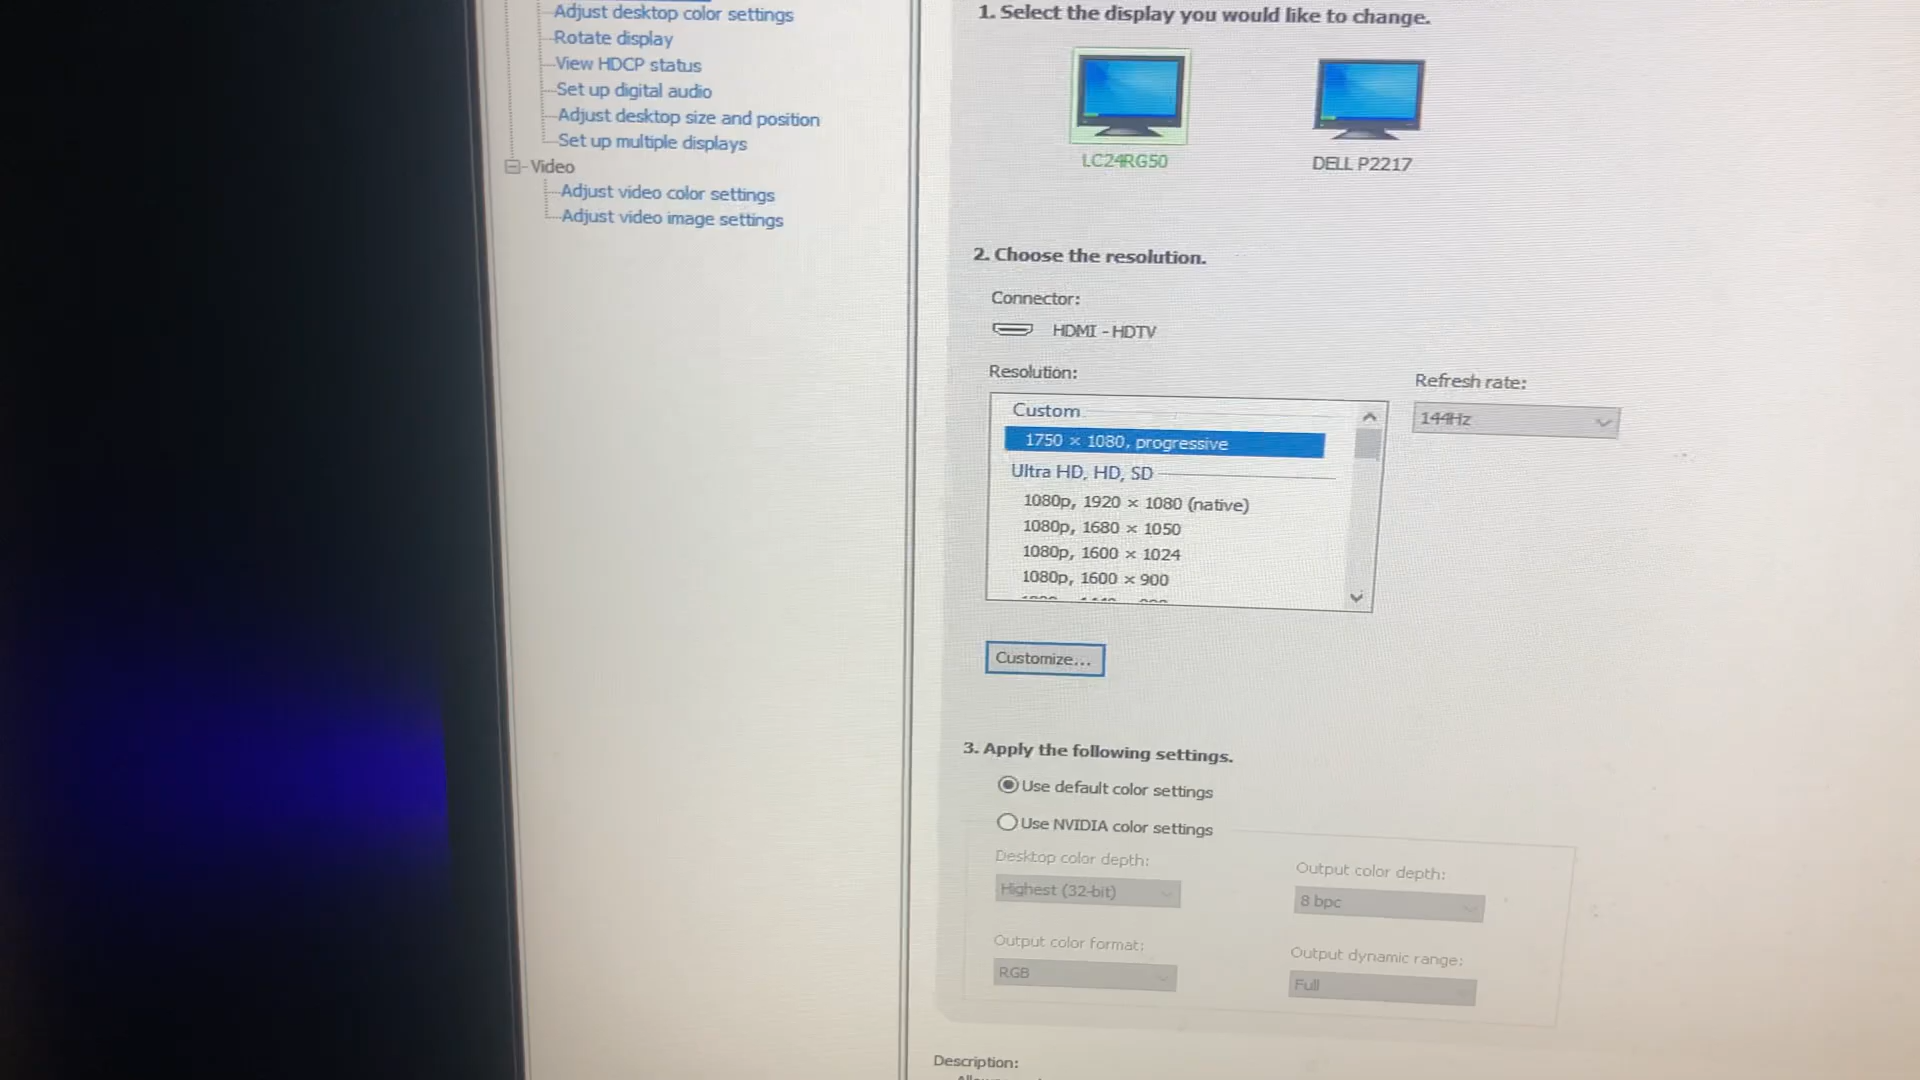 Adjust desktop color settings
Rotate display
View HDCP status
Set up digital audio
Adjust desktop size and position
Set up multiple displays
Video
Adjust video color settings
Adjust video image settings
1. Select the display you would like to change.
LC24RG50
DELL P2217
2. Choose the resolution.
Connector:
HDMI - HDTV
Resolution:
Refresh rate:
Custom
144Hz
1750 × 1080, progressive
Ultra HD, HD, SD
1080p, 1920 × 1080 (native)
1080p, 1680 × 1050
1080p, 1600 × 1024
1080p, 1600 × 900
Customize...
3. Apply the following settings.
Use default color settings
Use NVIDIA color settings
Desktop color depth:
Output color depth:
Highest (32-bit)
8 bpc
Output color format:
Output dynamic range:
RGB
Full
Description: